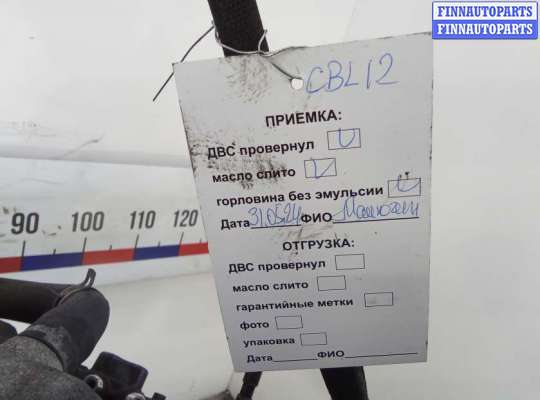 FINNAUTOPARTS
FINNAUTOPARTS
CBL12
ПРИЕМКА:
ДВС провернул
масло слито
горловина без эмульсии
Дата 31.05.24 ФИО
ОТГРУЗКА:
ДВС провернул
масло слито
гарантийные метки
фото
упаковка
Дата ФИО
90 100 110 120